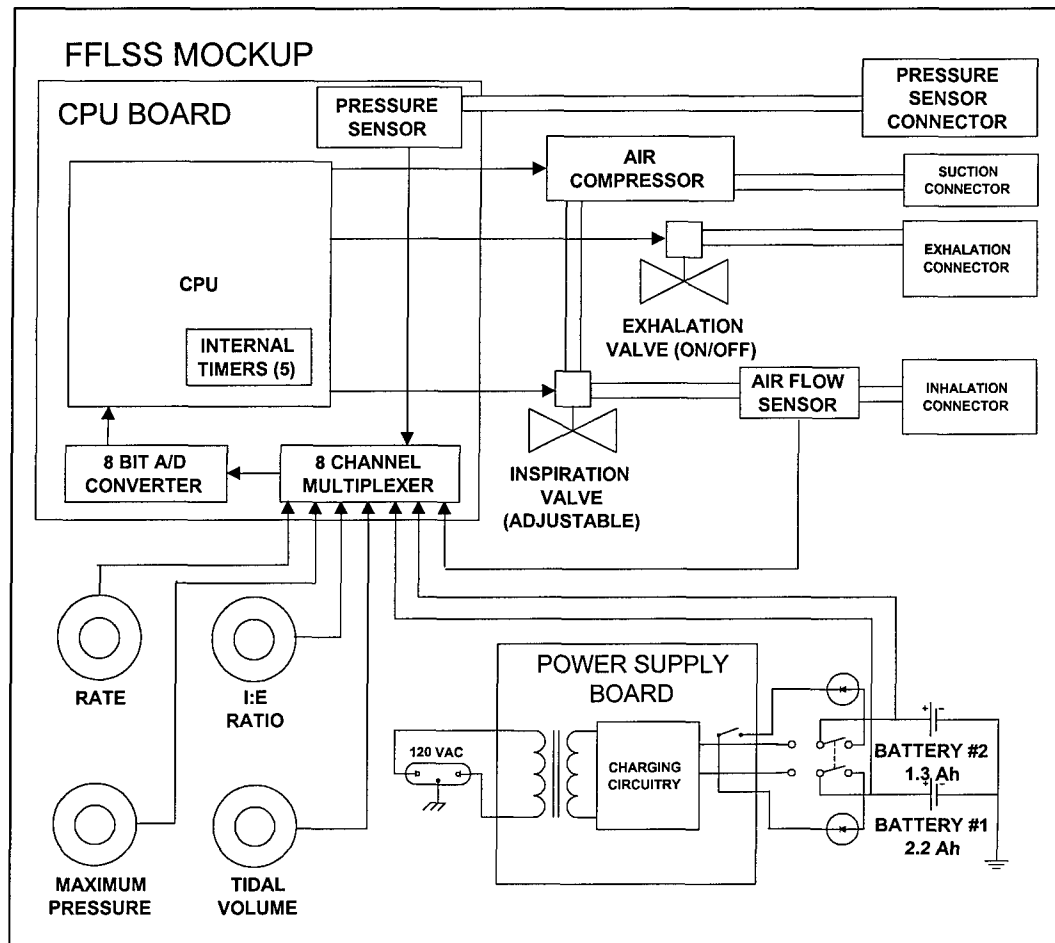 FFLSS MOCKUP
CPU BOARD
PRESSURE
SENSOR
PRESSURE
SENSOR
CONNECTOR
AIR
COMPRESSOR
SUCTION
CONNECTOR
EXHALATION
CONNECTOR
CPU
EXHALATION
VALVE (ON/OFF)
INTERNAL
TIMERS (5)
AIR FLOW
SENSOR
INHALATION
CONNECTOR
8 BIT A/D
CONVERTER
8 CHANNEL
MULTIPLEXER
INSPIRATION
VALVE
(ADJUSTABLE)
RATE
I:E
RATIO
POWER SUPPLY
BOARD
120 VAC
CHARGING
CIRCUITRY
+ -
BATTERY #2
1.3 Ah
+ -
BATTERY #1
2.2 Ah
MAXIMUM
PRESSURE
TIDAL
VOLUME